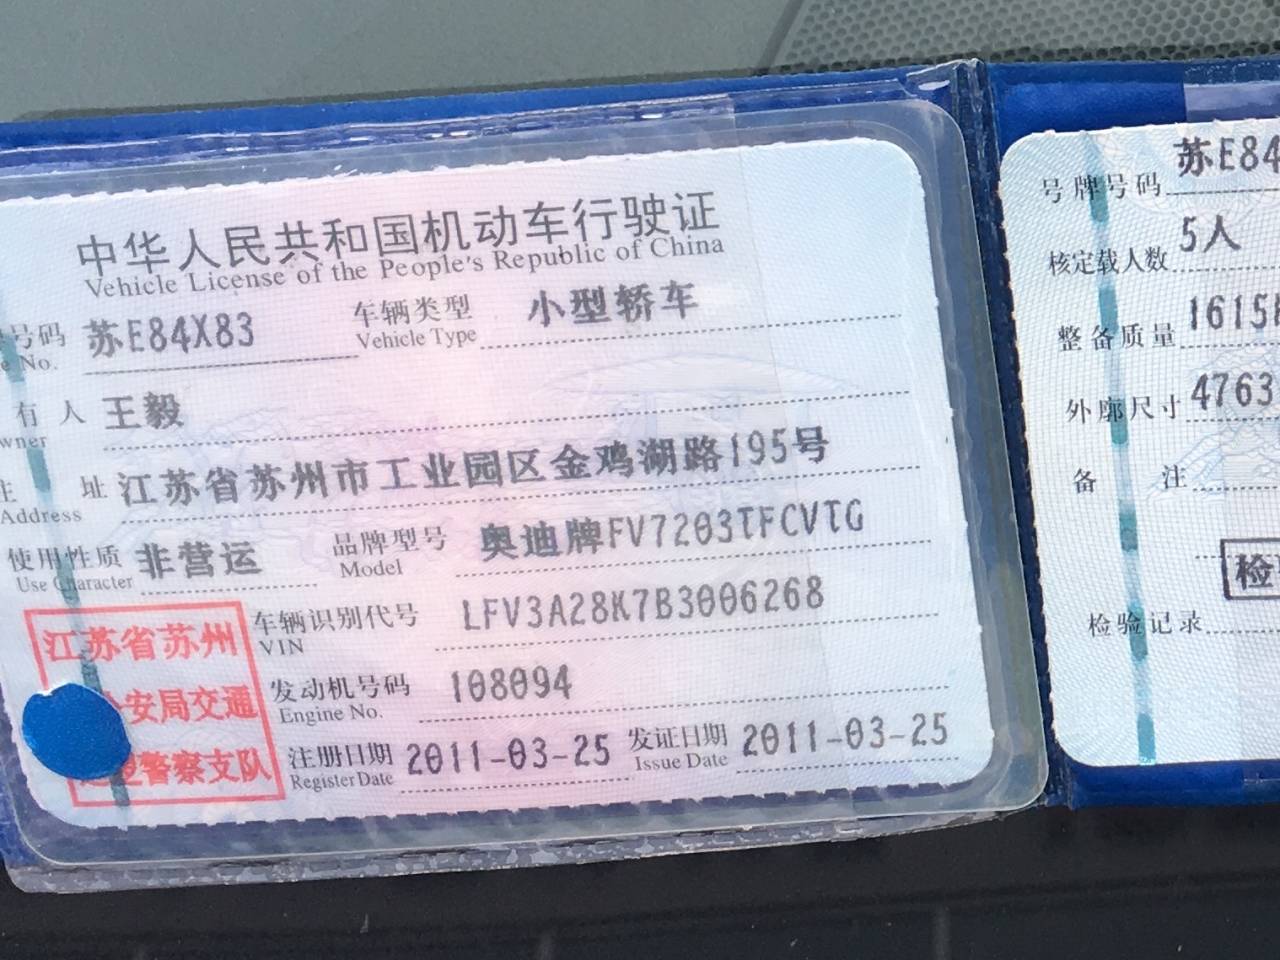 中华人民共和国机动车行驶证
Vehicle License of the People's Republic of China
号码 苏E84X83 车辆类型 小型轿车
No. Vehicle Type
有人 王毅
wner
址 江苏省苏州市工业园区金鸡湖路195号
Address
使用性质 非营运 品牌型号 奥迪牌FV7203TFCVTG
Use Character Model
车辆识别代号 LFV3A28K7B3006268
VIN
发动机号码 108094
Engine No.
注册日期 2011-03-25 发证日期 2011-03-25
Register Date Issue Date
江苏省苏州
安局交通
警察支队
号牌号码 苏E84
核定载人数 5人
整备质量 1615
外廓尺寸 4763
备注
检
检验记录